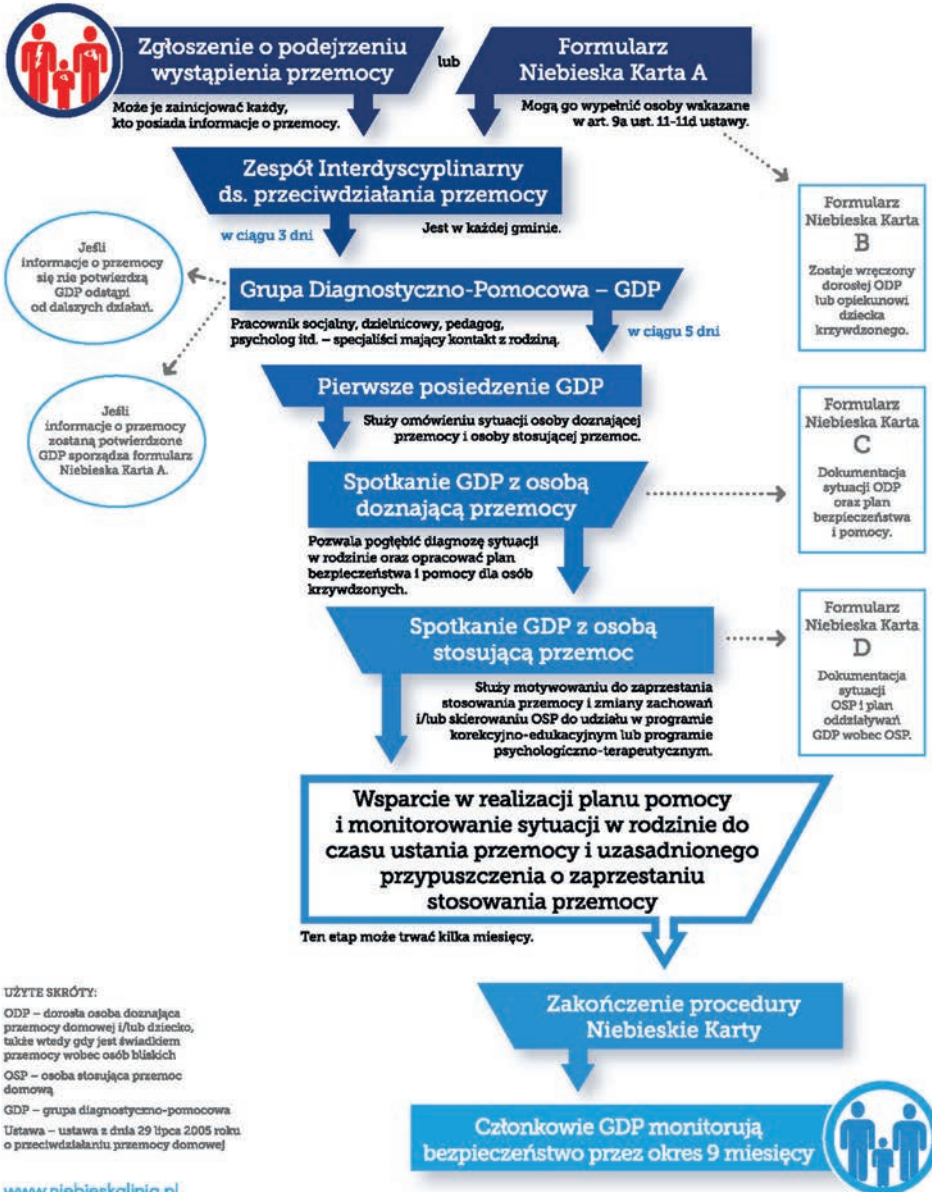 Zgłoszenie o podejrzeniu
wystąpienia przemocy
lub
Formularz
Niebieska Karta A
Może je zainicjować każdy,
kto posiada informacje o przemocy.
Mogą go wypełnić osoby wskazane
w art. 9a ust. 11-11d ustawy.
Zespół Interdyscyplinarny
ds. przeciwdziałania przemocy
w ciągu 3 dni
Jest w każdej gminie.
Formularz
Niebieska Karta
B
Zostaje wręczony
dorosłej ODP
lub opiekunowi
dziecka
krzywdzonego.
Jeśli
informacje o przemocy
się nie potwierdzą
GDP odstąpi
od dalszych działań.
Grupa Diagnostyczno-Pomocowa – GDP
Pracownik socjalny, dzielnicowy, pedagog,
psycholog itd. – specjaliści mający kontakt z rodziną.
w ciągu 5 dni
Jeśli
informacje o przemocy
zostaną potwierdzone
GDP sporządza formularz
Niebieska Karta A.
Pierwsze posiedzenie GDP
Służy omówieniu sytuacji osoby doznającej
przemocy i osoby stosującej przemoc.
Formularz
Niebieska Karta
C
Dokumentacja
sytuacji ODP
oraz plan
bezpieczeństwa
i pomocy.
Spotkanie GDP z osobą
doznającą przemocy
Pozwala pogłębić diagnozę sytuacji
w rodzinie oraz opracować plan
bezpieczeństwa i pomocy dla osób
krzywdzonych.
Formularz
Niebieska Karta
D
Dokumentacja
sytuacji
OSP i plan
oddziaływań
GDP wobec OSP.
Spotkanie GDP z osobą
stosującą przemoc
Służy motywowaniu do zaprzestania
stosowania przemocy i zmiany zachowań
i/lub skierowaniu OSP do udziału w programie
korekcyjno-edukacyjnym lub programie
psychologiczno-terapeutycznym.
Wsparcie w realizacji planu pomocy
i monitorowanie sytuacji w rodzinie do
czasu ustania przemocy i uzasadnionego
przypuszczenia o zaprzestaniu
stosowania przemocy
Ten etap może trwać kilka miesięcy.
Zakończenie procedury
Niebieskie Karty
Członkowie GDP monitorują
bezpieczeństwo przez okres 9 miesięcy
UŻYTE SKRÓTY:
ODP – dorosła osoba doznająca
przemocy domowej i/lub dziecko,
także wtedy gdy jest świadkiem
przemocy wobec osób bliskich
OSP – osoba stosująca przemoc
domową
GDP – grupa diagnostyczno-pomocowa
Ustawa – ustawa z dnia 29 lipca 2005 roku
o przeciwdziałaniu przemocy domowej
www.niebieskalinia.pl